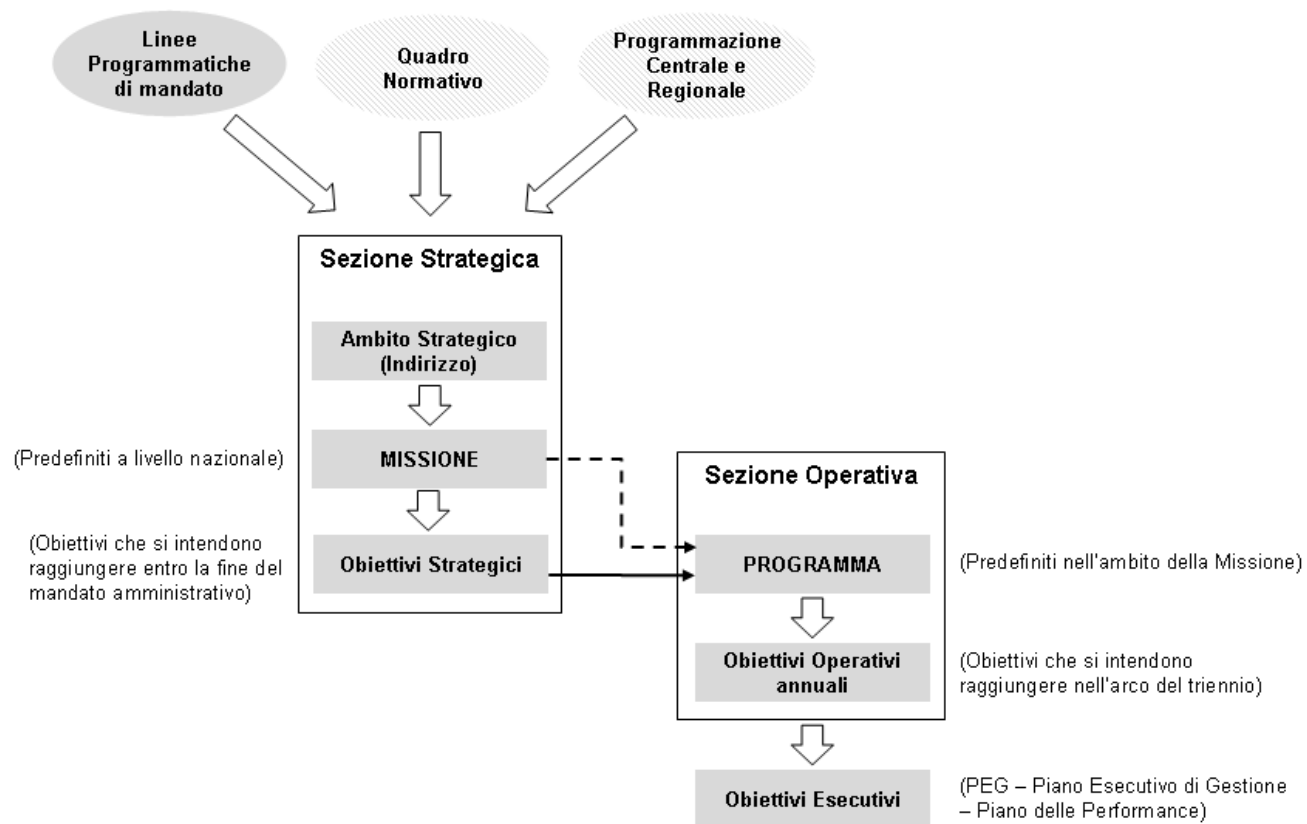 Linee
Programmatiche
di mandato
Quadro
Normativo
Programmazione
Centrale e
Regionale
Sezione Strategica
Ambito Strategico
(Indirizzo)
(Predefiniti a livello nazionale)
MISSIONE
(Obiettivi che si intendono
raggiungere entro la fine del
mandato amministrativo)
Obiettivi Strategici
Sezione Operativa
PROGRAMMA
(Predefiniti nell'ambito della Missione)
Obiettivi Operativi
annuali
(Obiettivi che si intendono
raggiungere nell'arco del triennio)
Obiettivi Esecutivi
(PEG – Piano Esecutivo di Gestione
– Piano delle Performance)